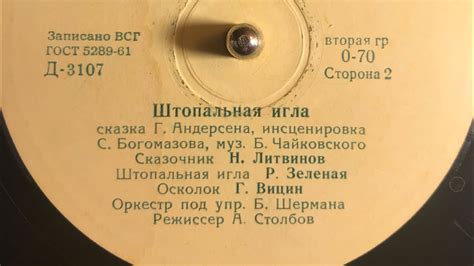 Записано ВСГ
ГОСТ 5289-61
Д-3107
вторая гр
0-70
Сторона 2
Штопальная игла
сказка Г. Андерсена, инсценировка
С. Богомазова, муз. Б. Чайковского
Сказочник Н. Литвинов
Штопальная игла Р. Зеленая
Осколок Г. Вицин
Оркестр под упр. Б. Шермана
Режиссер А. Столбов